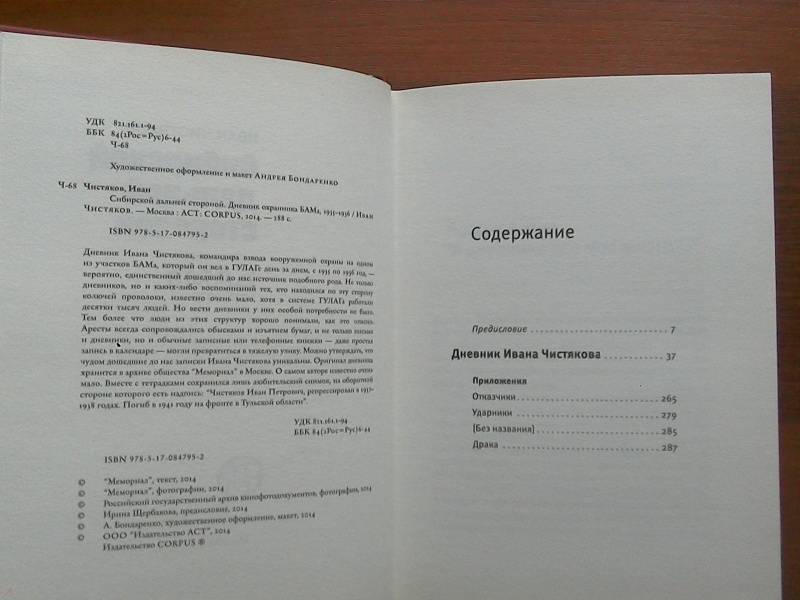 УДК 821.161.1-94
ББК 84(2Рос=Рус)6-44
Ч-68
Художественное оформление и макет Андрея Бондаренко
Ч-68 Чистяков, Иван
Сибирской дальней стороной. Дневник охранника БАМа, 1935-1936 / Иван
Чистяков. — Москва : АСТ: CORPUS, 2014. — 288 с.
ISBN 978-5-17-084795-2
Дневник Ивана Чистякова, командира взвода вооруженной охраны на одном
из участков БАМа, который он вел в ГУЛАГе день за днем, с 1935 по 1936 год, —
вероятно, единственный дошедший до нас источник подобного рода. Не только
дневников, но и каких-либо воспоминаний тех, кто находился по эту сторону
колючей проволоки, известно очень мало, хотя в системе ГУЛАГа работали
десятки тысяч людей. Но вести дневники у них особой потребности не было.
Тем более что люди из этих структур хорошо понимали, как это опасно.
Аресты всегда сопровождались обысками и изъятием бумаг, и не только письма
и дневники, но и обычные записные или телефонные книжки — даже простая
запись в календаре — могли превратиться в тяжелую улику. Можно утверждать, что
чудом дошедшие до нас записки Ивана Чистякова уникальны. Оригинал дневника
хранится в архиве общества "Мемориал" в Москве. О самом авторе известно очень
мало. Вместе с тетрадками сохранился лишь любительский снимок, на оборотной
стороне которого есть надпись: "Чистяков Иван Петрович, репрессирован в 1937-
1938 годах. Погиб в 1941 году на фронте в Тульской области".
УДК 821.161.1-94
ББК 84(2Рос=Рус)6-44
ISBN 978-5-17-084795-2
© "Мемориал", текст, 2014
© "Мемориал", фотографии, 2014
© Российский государственный архив кинофотодокументов, фотографии, 2014
© Ирина Щербакова, предисловие, 2014
© А. Бондаренко, художественное оформление, макет, 2014
© ООО "Издательство АСТ", 2014
Издательство CORPUS ®
Содержание
Предисловие 7
Дневник Ивана Чистякова 37
Приложения
Отказчики 265
Ударники 279
[Без названия] 285
Драка 287